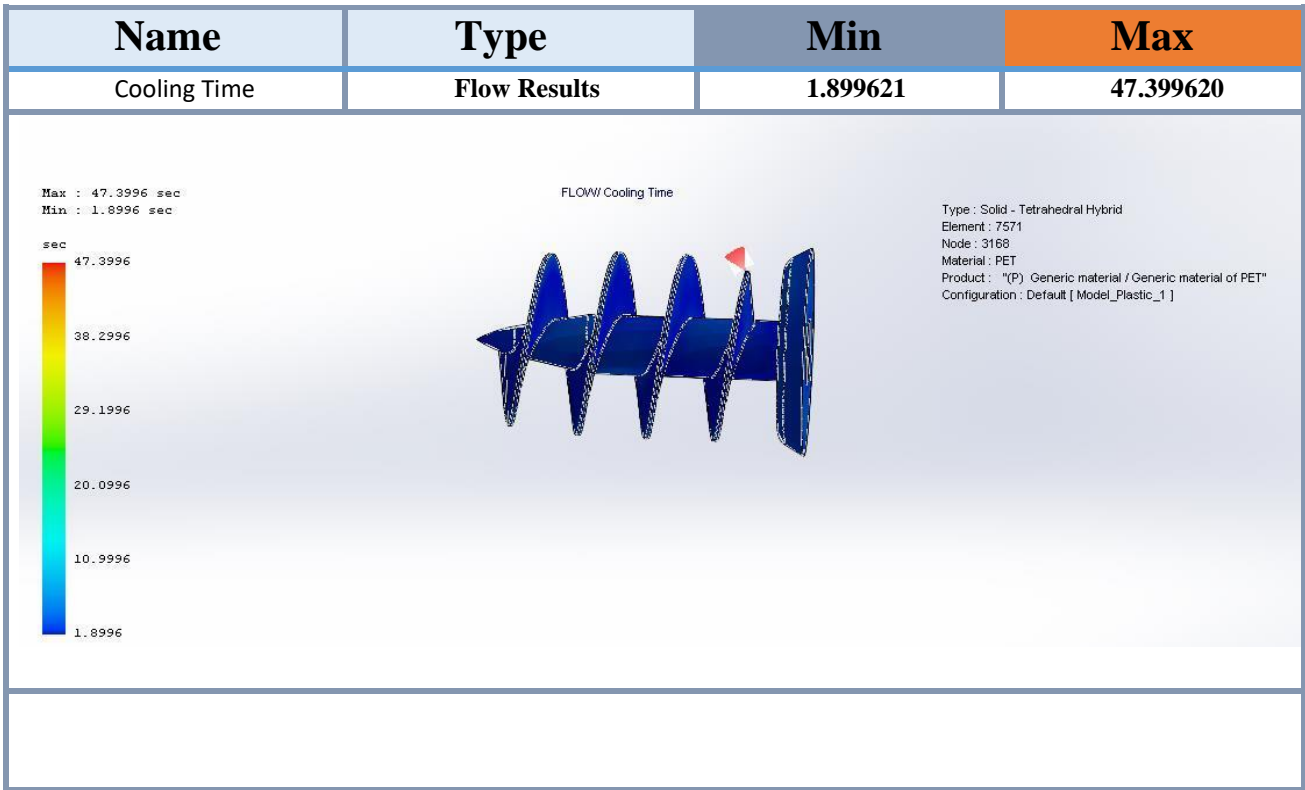 Name Type Min Max
Cooling Time Flow Results 1.899621 47.399620
Max : 47.3996 sec
Min : 1.8996 sec
FLOW/ Cooling Time
Type : Solid - Tetrahedral Hybrid
Element : 7571
Node : 3168
Material : PET
Product : "(P) Generic material / Generic material of PET"
Configuration : Default [ Model_Plastic_1 ]
sec
47.3996
38.2996
29.1996
20.0996
10.9996
1.8996